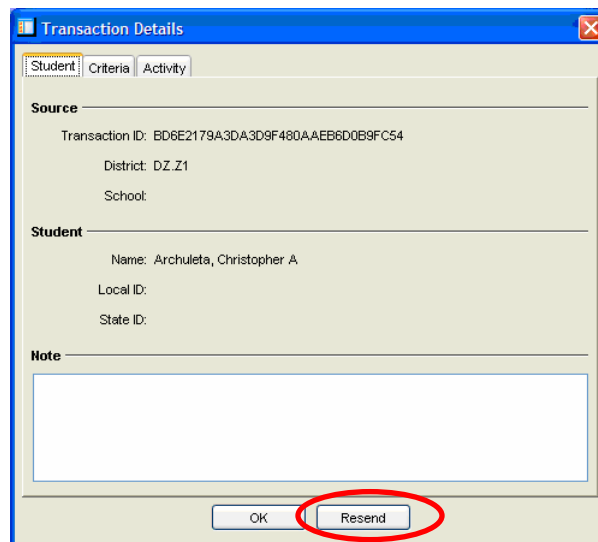 Transaction Details
Student Criteria Activity
Source
Transaction ID: BD6E2179A3DA3D9F480AAEB6D0B9FC54
District: DZ.Z1
School:
Student
Name: Archuleta, Christopher A
Local ID:
State ID:
Note
OK Resend